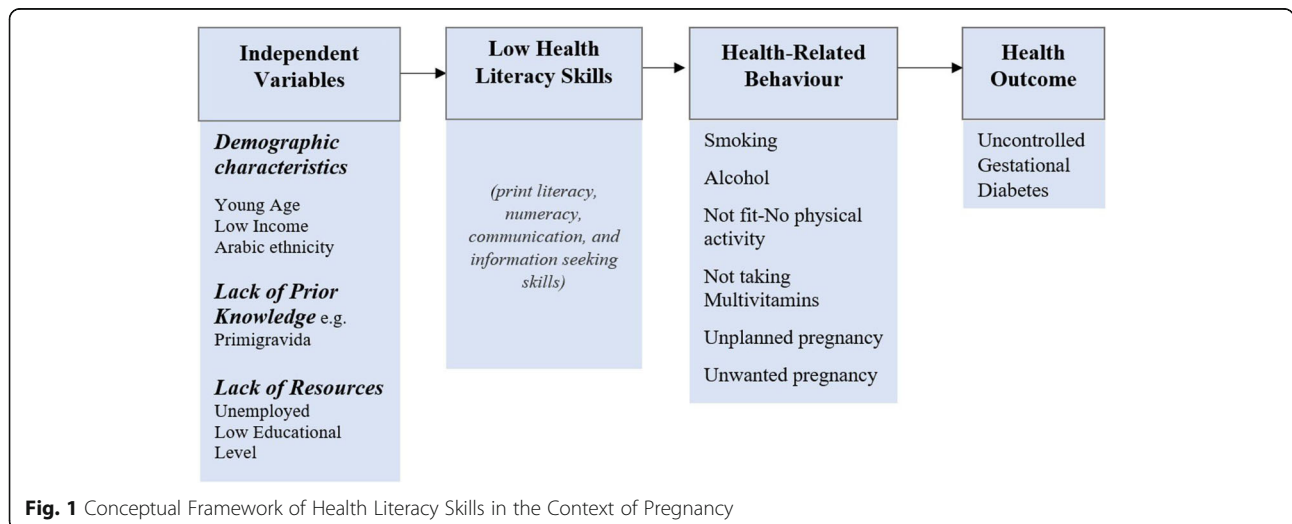 Independent
Variables
Demographic
characteristics
Young Age
Low Income
Arabic ethnicity
Lack of Prior
Knowledge e.g.
Primigravida
Lack of Resources
Unemployed
Low Educational
Level
Low Health
Literacy Skills
(print literacy,
numeracy,
communication, and
information seeking
skills)
Health-Related
Behaviour
Smoking
Alcohol
Not fit-No physical
activity
Not taking
Multivitamins
Unplanned pregnancy
Unwanted pregnancy
Health
Outcome
Uncontrolled
Gestational
Diabetes
Fig. 1 Conceptual Framework of Health Literacy Skills in the Context of Pregnancy